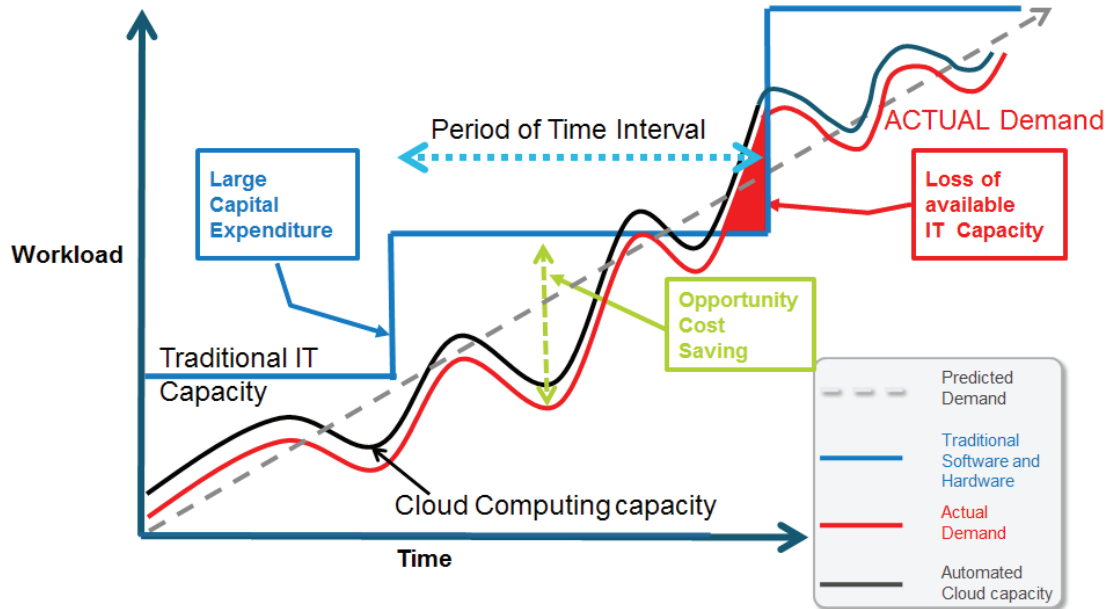 Period of Time Interval
ACTUAL Demand
Large
Capital
Expenditure
Loss of
available
IT Capacity
Workload
Opportunity
Cost
Saving
Traditional IT
Capacity
Cloud Computing capacity
Time
Predicted
Demand
Traditional
Software and
Hardware
Actual
Demand
Automated
Cloud capacity